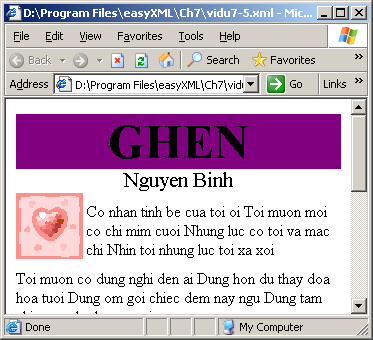 D:\Program Files\easyXML\Ch7\vidu7-5.xml - Mic...
File Edit View Favorites Tools Help
Back Search Favorites
Address D:\Program Files\easyXML\Ch7\vid Go Links
GHEN
Nguyen Binh
Co nhan tinh be cua toi oi Toi muon moi
co chi mim cuoi Nhung luc co toi va mac
chi Nhin toi nhung luc toi xa xoi
Toi muon co dung nghi den ai Dung hon du thay doa
hoa tuoi Dung om goi chiec dem nay ngu Dung tam
Done My Computer